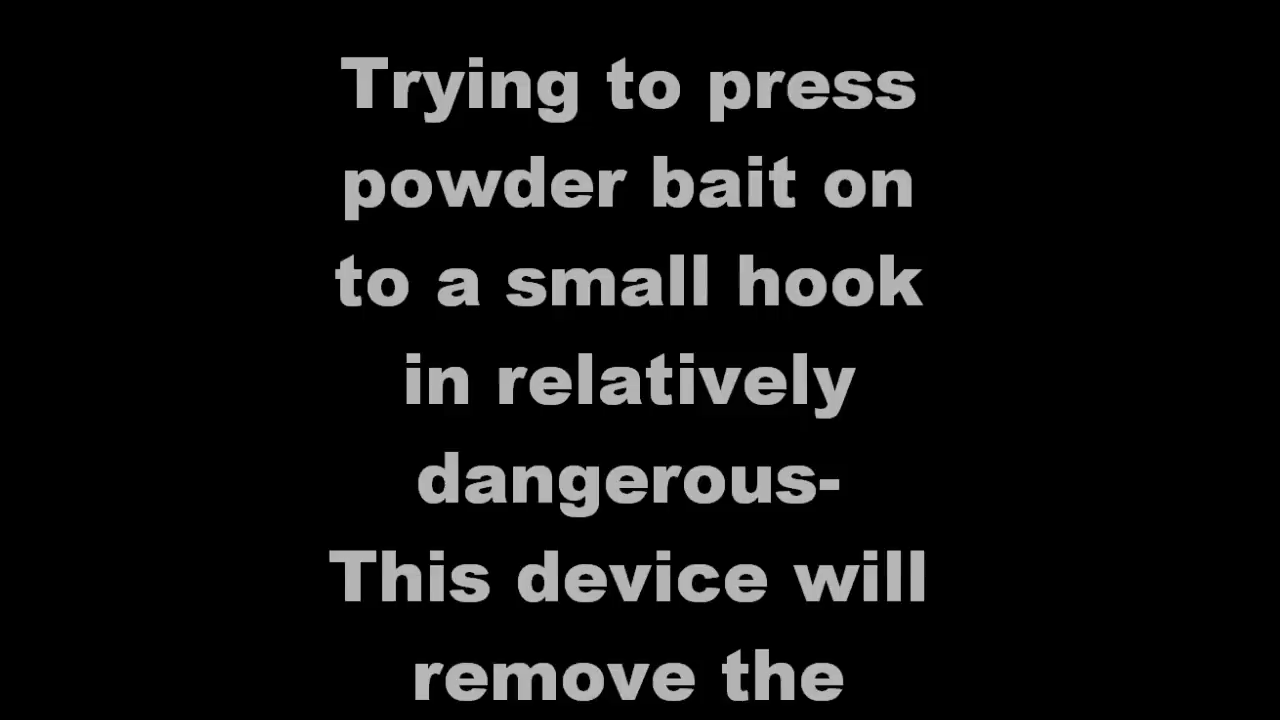 Trying to press
powder bait on
to a small hook
in relatively
dangerous-
This device will
remove the